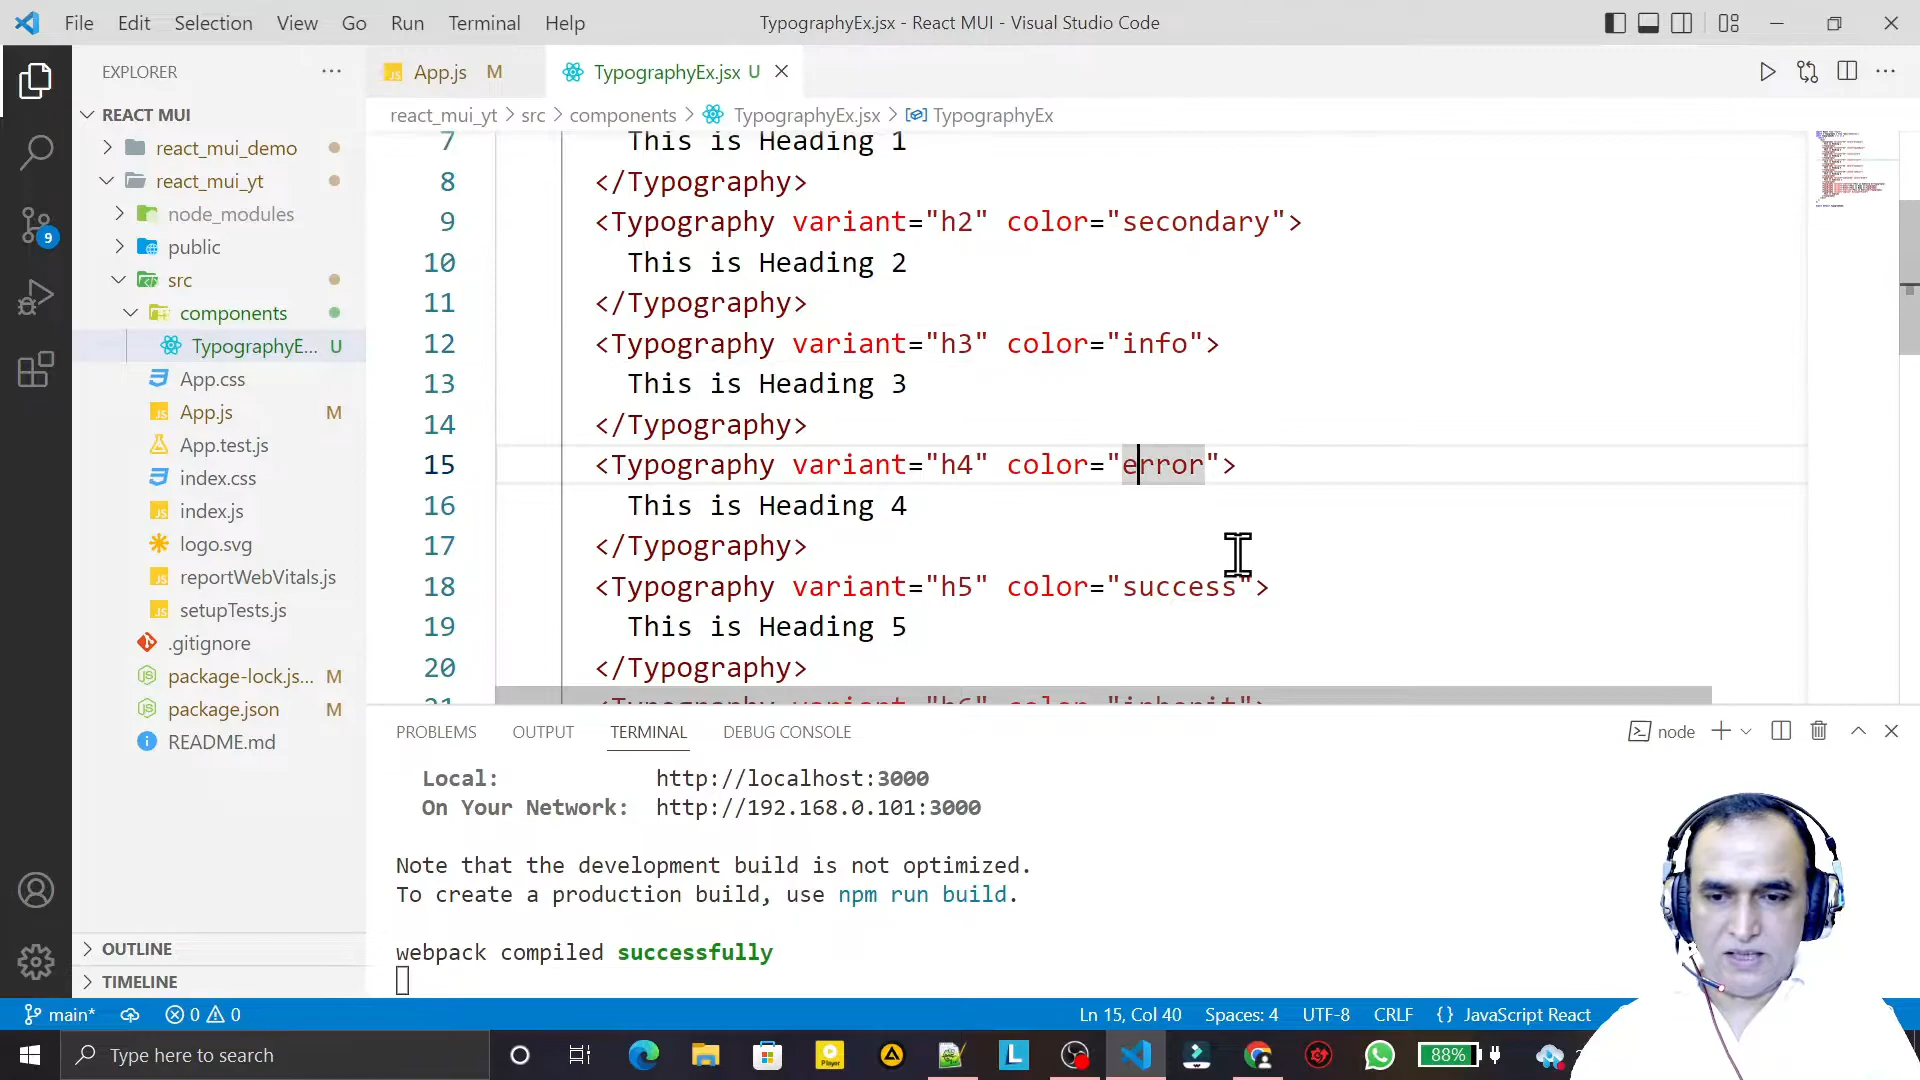 File Edit Selection View Go Run Terminal Help
TypographyEx.jsx - React MUI - Visual Studio Code
EXPLORER
REACT MUI
react_mui_demo
react_mui_yt
node_modules
public
src
components
TypographyE... U
App.css
App.js M
App.test.js
index.css
index.js
logo.svg
reportWebVitals.js
setupTests.js
.gitignore
package-lock.js... M
package.json M
README.md
OUTLINE
TIMELINE
9
App.js M
TypographyEx.jsx U
react_mui_yt > src > components > TypographyEx.jsx > TypographyEx
7 This is Heading 1
8 </Typography>
9 <Typography variant="h2" color="secondary">
10 This is Heading 2
11 </Typography>
12 <Typography variant="h3" color="info">
13 This is Heading 3
14 </Typography>
15 <Typography variant="h4" color="error">
16 This is Heading 4
17 </Typography>
18 <Typography variant="h5" color="success">
19 This is Heading 5
20 </Typography>
21 <Typography variant="h6" color="inherit">
PROBLEMS OUTPUT TERMINAL DEBUG CONSOLE
node
Local: http://localhost:3000
On Your Network: http://192.168.0.101:3000
Note that the development build is not optimized.
To create a production build, use npm run build.
webpack compiled successfully
main* 0 0
Ln 15, Col 40 Spaces: 4 UTF-8 CRLF {} JavaScript React
Type here to search
Player
L
88%